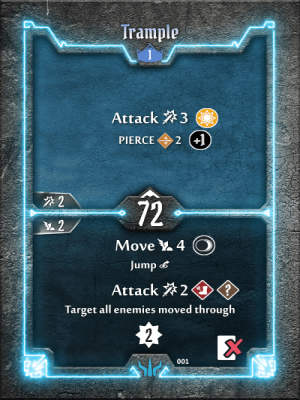 Trample
1
Attack 3
PIERCE 2 +1
2
72
2
Move 4
Jump
Attack 2 ?
Target all enemies moved through
2
001